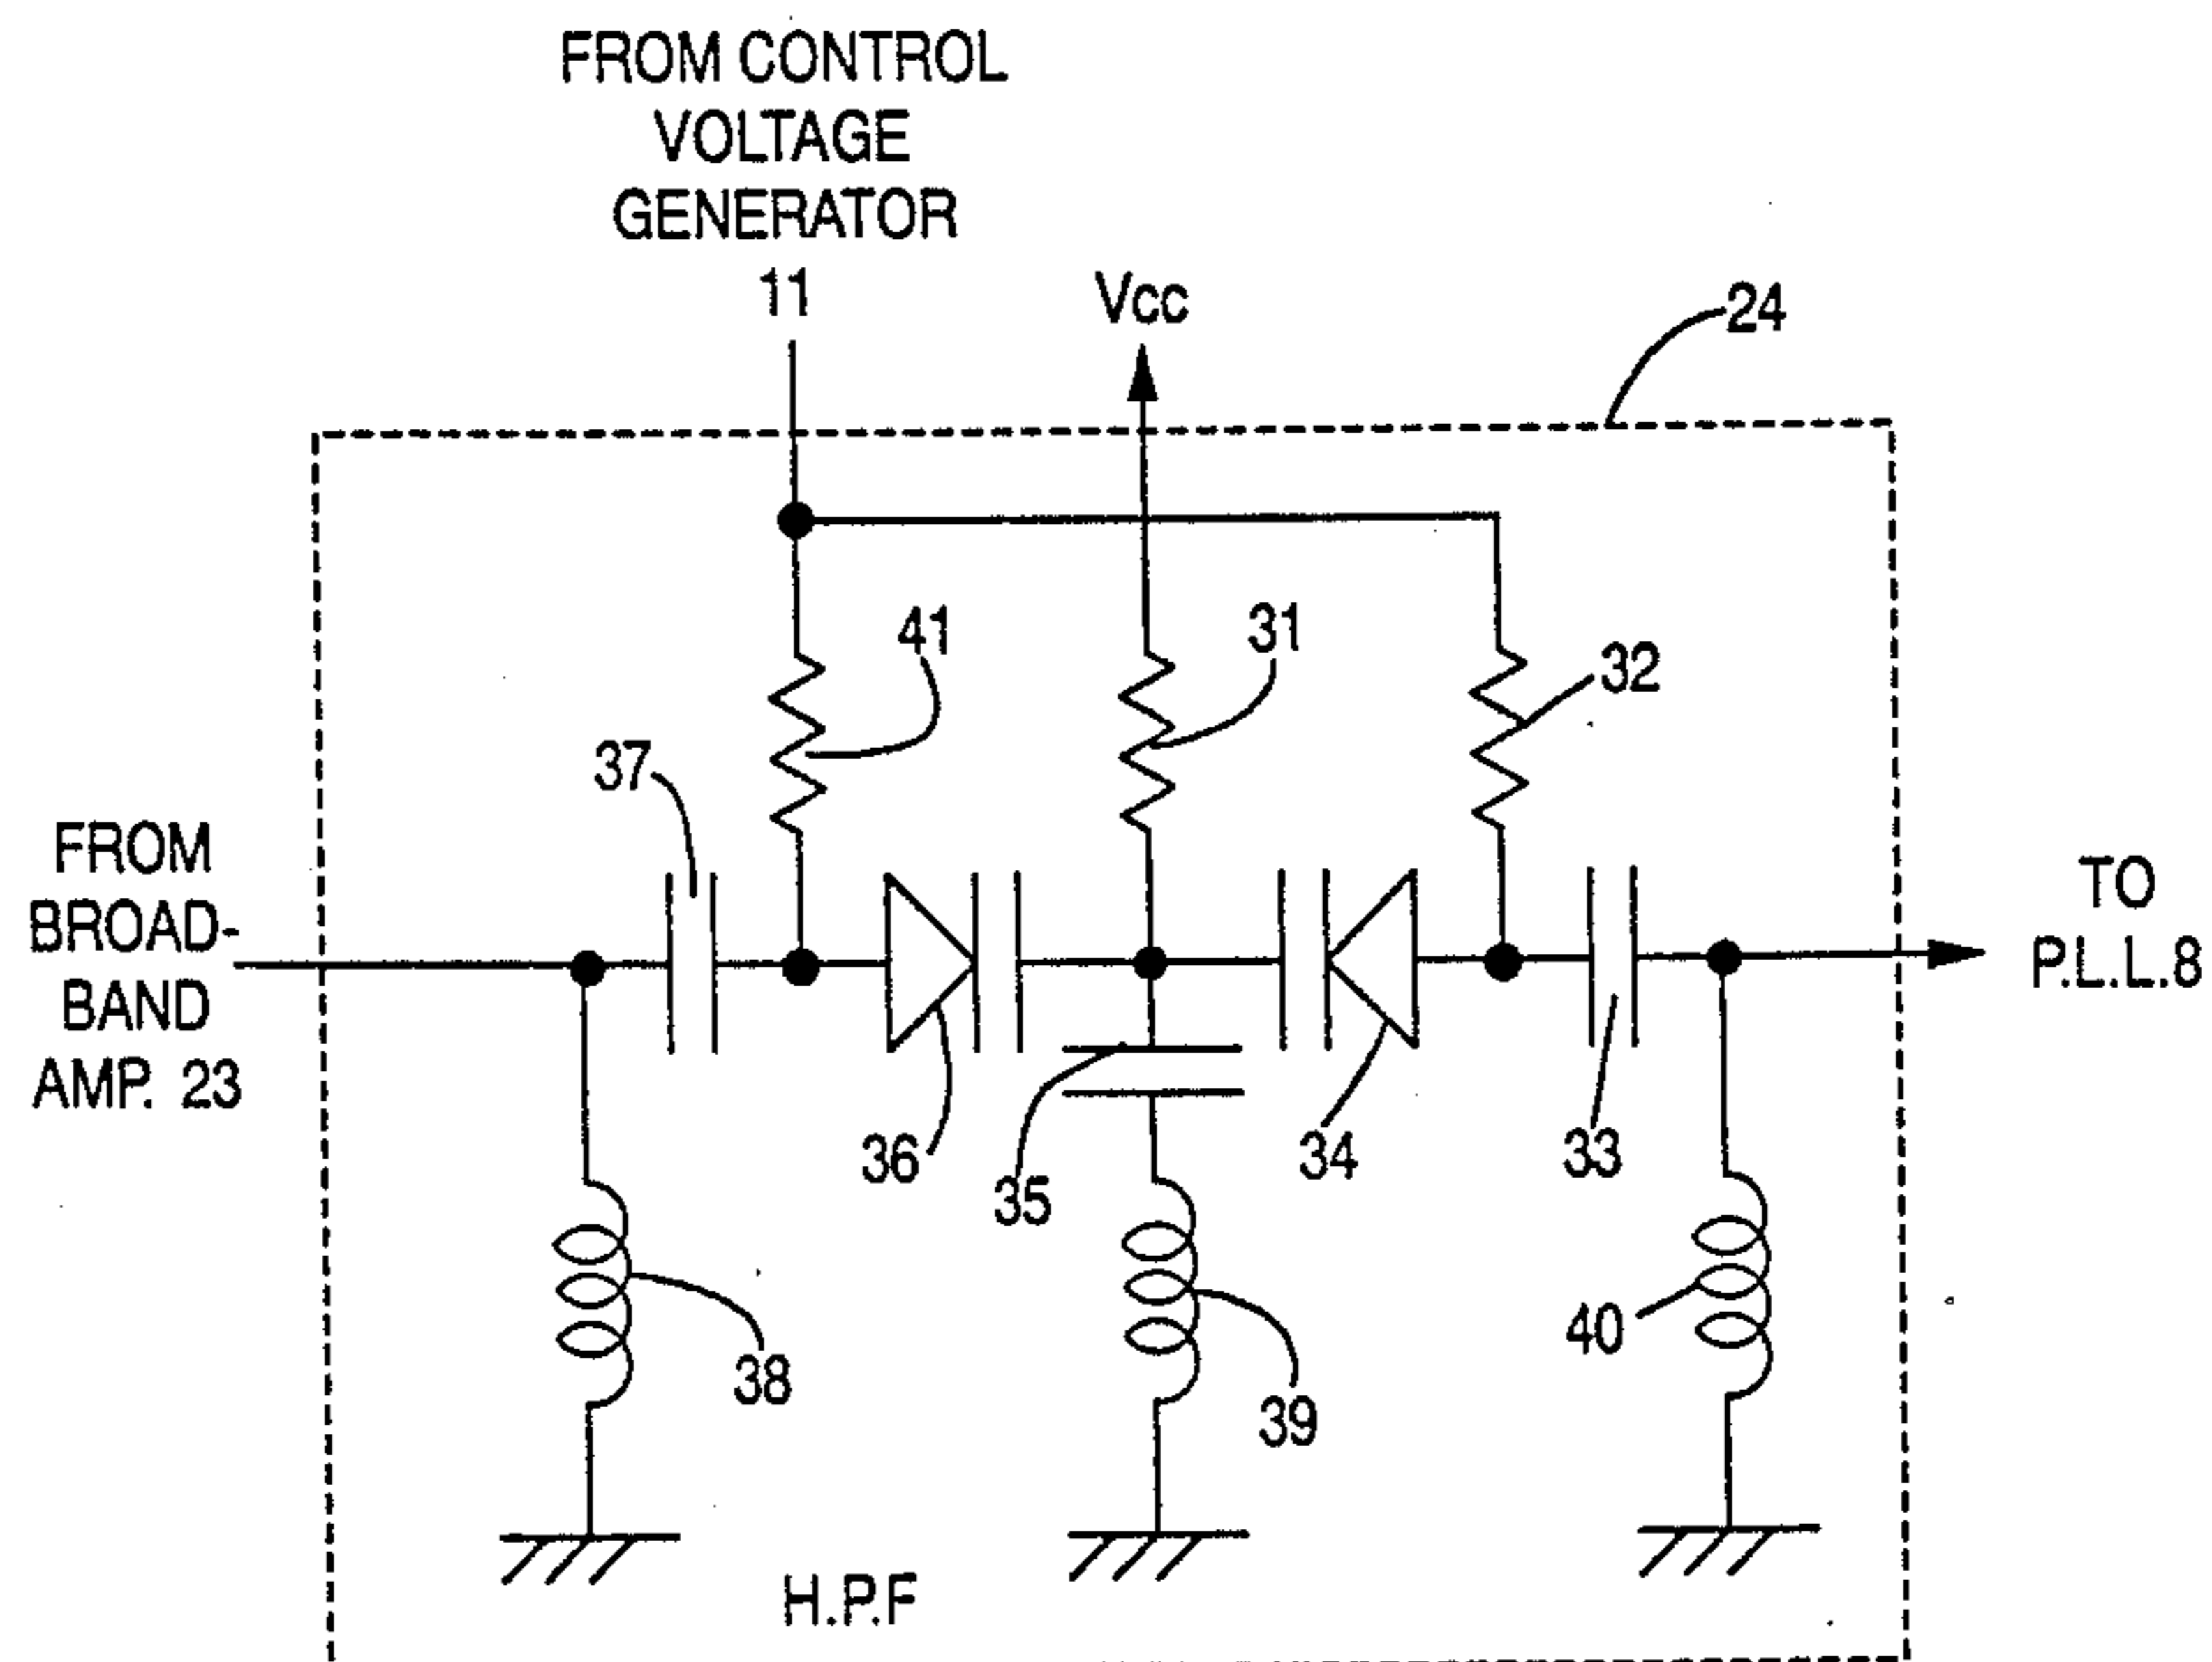 FROM CONTROL
VOLTAGE
GENERATOR
11
Vcc
24
41
31
32
37
FROM
BROAD-
BAND
AMP. 23
TO
P.L.L.8
36
35
34
33
38
39
40
H.P.F